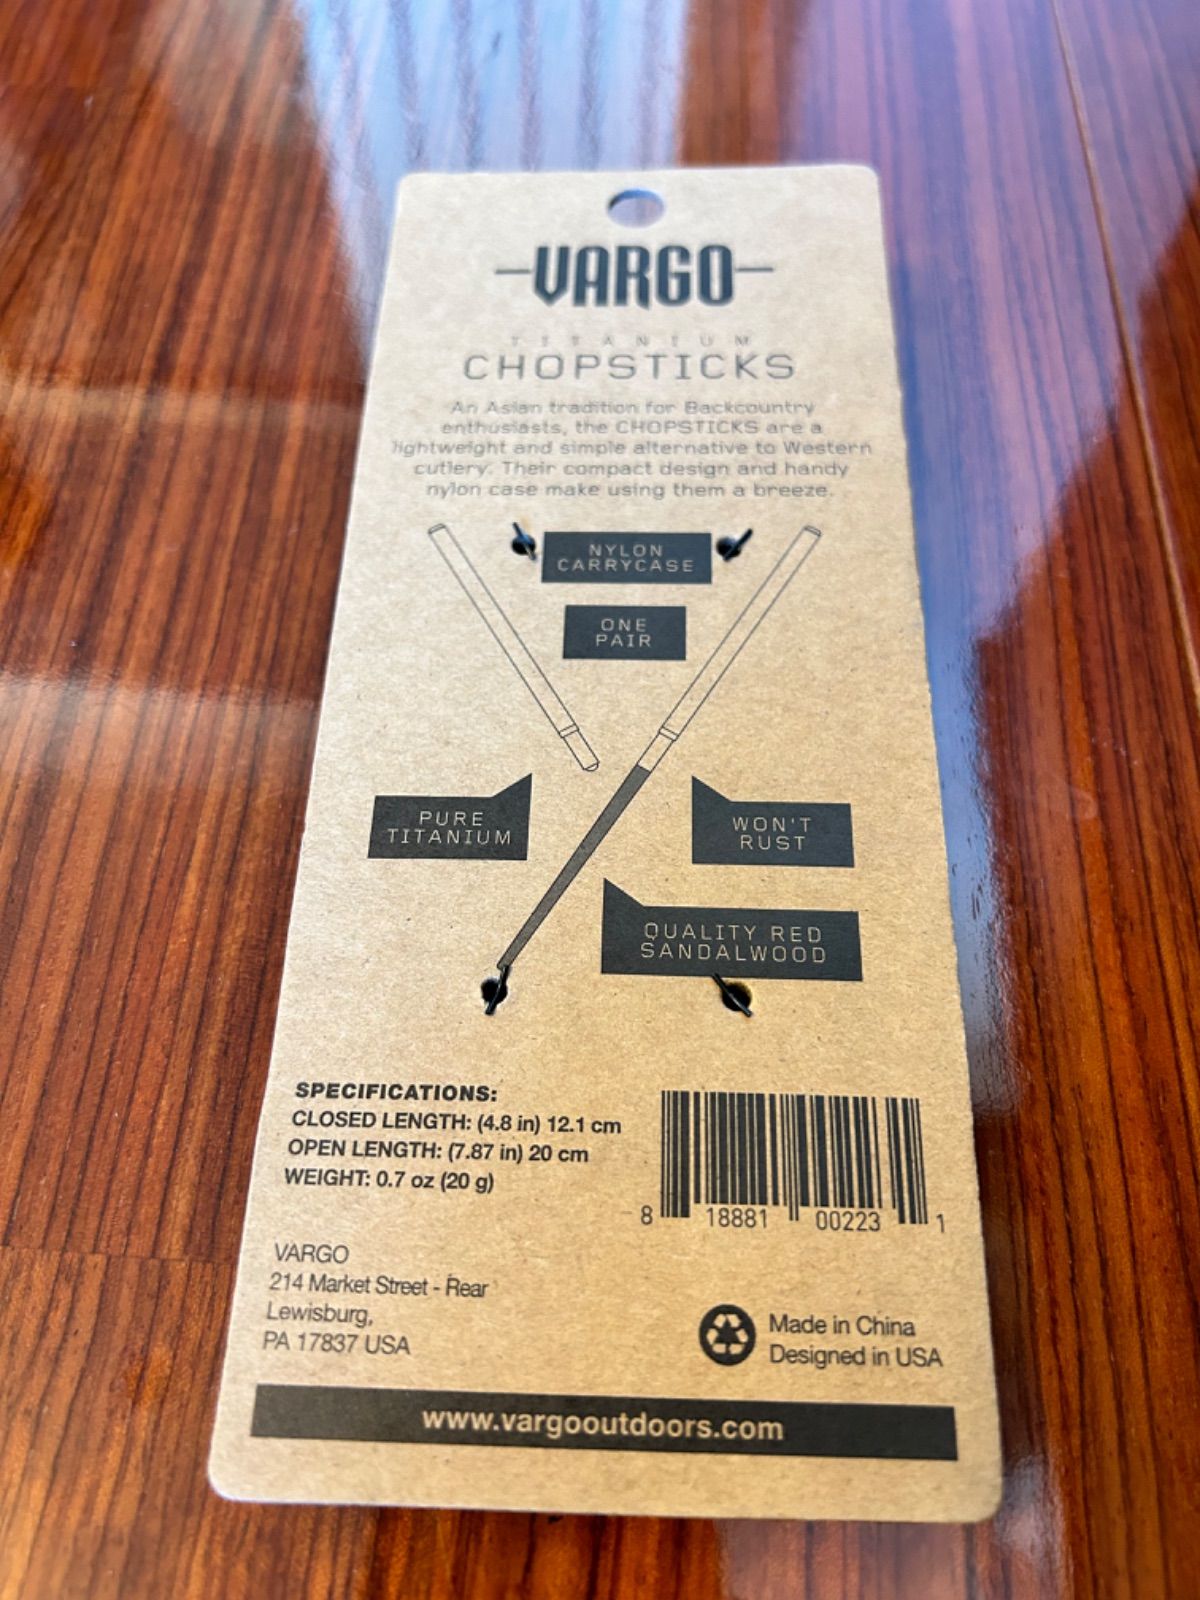 VARGO
TITANIUM
CHOPSTICKS
An Asian tradition for Backcountry
enthusiasts, the CHOPSTICKS are a
lightweight and simple alternative to Western
cutlery. Their compact design and handy
nylon case make using them a breeze.
NYLON
CARRYCASE
ONE
PAIR
PURE
TITANIUM
WON'T
RUST
QUALITY RED
SANDALWOOD
SPECIFICATIONS:
CLOSED LENGTH: (4.8 in) 12.1 cm
OPEN LENGTH: (7.87 in) 20 cm
WEIGHT: 0.7 oz (20 g)
8 18881 00223 1
VARGO
214 Market Street - Rear
Lewisburg,
PA 17837 USA
Made in China
Designed in USA
www.vargooutdoors.com